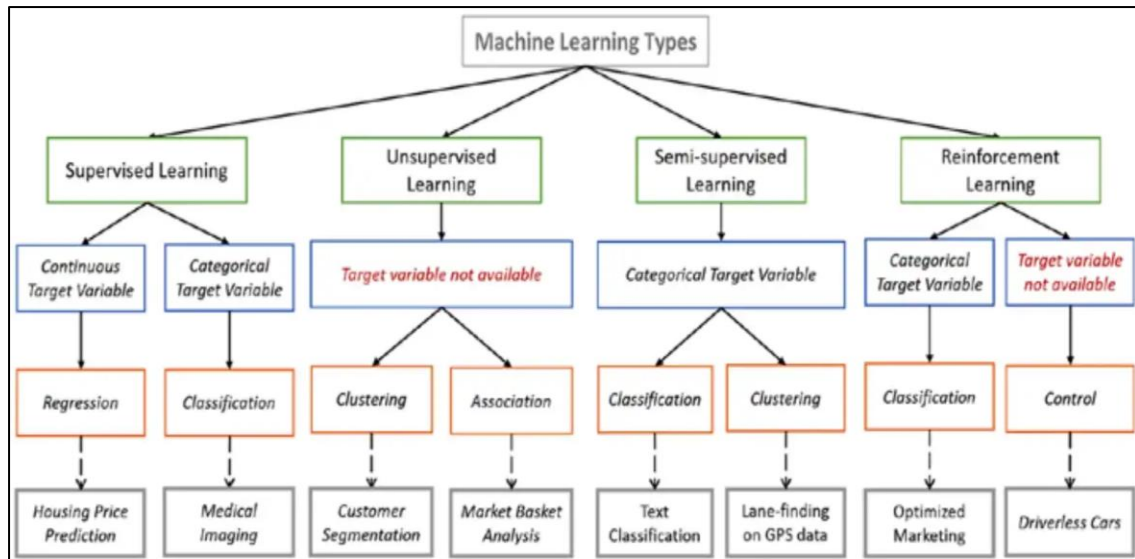 Machine Learning Types
Supervised Learning
Unsupervised
Learning
Semi-supervised
Learning
Reinforcement
Learning
Continuous
Target Variable
Categorical
Target Variable
Target variable not available
Categorical Target Variable
Categorical
Target Variable
Target variable
not available
Regression
Classification
Clustering
Association
Classification
Clustering
Classification
Control
Housing Price
Prediction
Medical
Imaging
Customer
Segmentation
Market Basket
Analysis
Text
Classification
Lane-finding
on GPS data
Optimized
Marketing
Driverless Cars